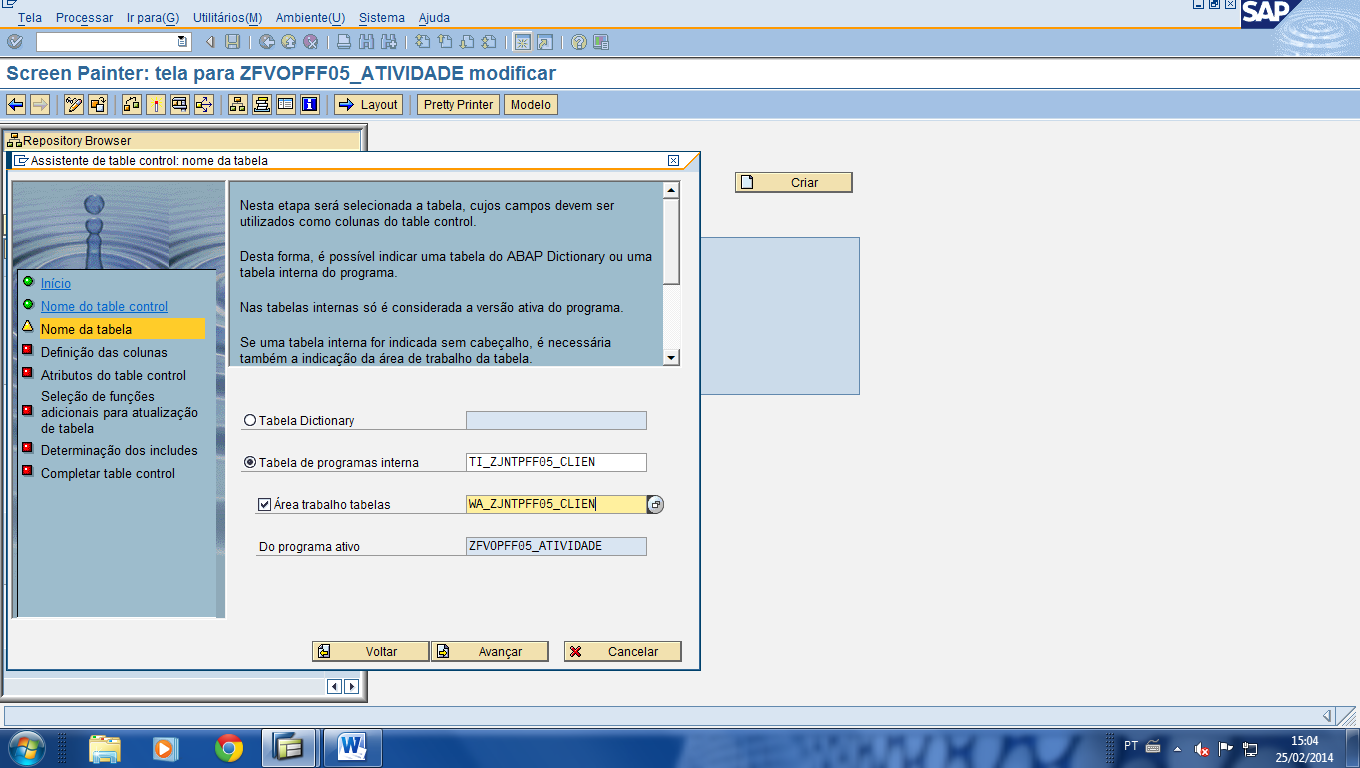 Tela Processar Ir para(G) Utilitários(M) Ambiente(U) Sistema Ajuda
SAP
Screen Painter: tela para ZFVOPFF05_ATIVIDADE modificar
Layout Pretty Printer Modelo
Repository Browser
Assistente de table control: nome da tabela
Criar
Nesta etapa será selecionada a tabela, cujos campos devem ser
utilizados como colunas do table control.
Desta forma, é possível indicar uma tabela do ABAP Dictionary ou uma
tabela interna do programa.
Nas tabelas internas só é considerada a versão ativa do programa.
Se uma tabela interna for indicada sem cabeçalho, é necessária
também a indicação da área de trabalho da tabela.
Início
Nome do table control
Nome da tabela
Definição das colunas
Atributos do table control
Seleção de funções
adicionais para atualização
de tabela
Determinação dos includes
Completar table control
Tabela Dictionary
Tabela de programas interna TI_ZJNTPFF05_CLIEN
Área trabalho tabelas WA_ZJNTPFF05_CLIEN
Do programa ativo ZFVOPFF05_ATIVIDADE
Voltar Avançar Cancelar
PT 15:04
25/02/2014